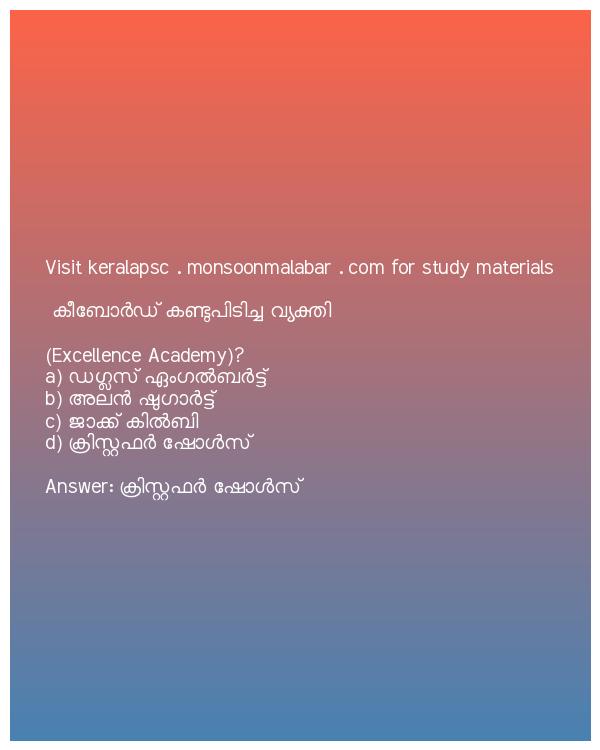 Visit keralapsc . monsoonmalabar . com for study materials
കീബോർഡ് കണ്ടുപിടിച്ച വ്യക്തി
(Excellence Academy)?
a) ഡഗ്ലസ് ഏംഗൽബർട്ട്
b) അലൻ ഷുഗാർട്ട്
c) ജാക്ക് കിൽബി
d) ക്രിസ്റ്റഫർ ഷോൾസ്
Answer: ക്രിസ്റ്റഫർ ഷോൾസ്